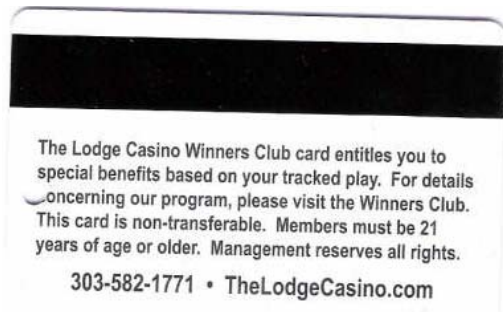 The Lodge Casino Winners Club card entitles you to
special benefits based on your tracked play. For details
concerning our program, please visit the Winners Club.
This card is non-transferable. Members must be 21
years of age or older. Management reserves all rights.
303-582-1771 • TheLodgeCasino.com